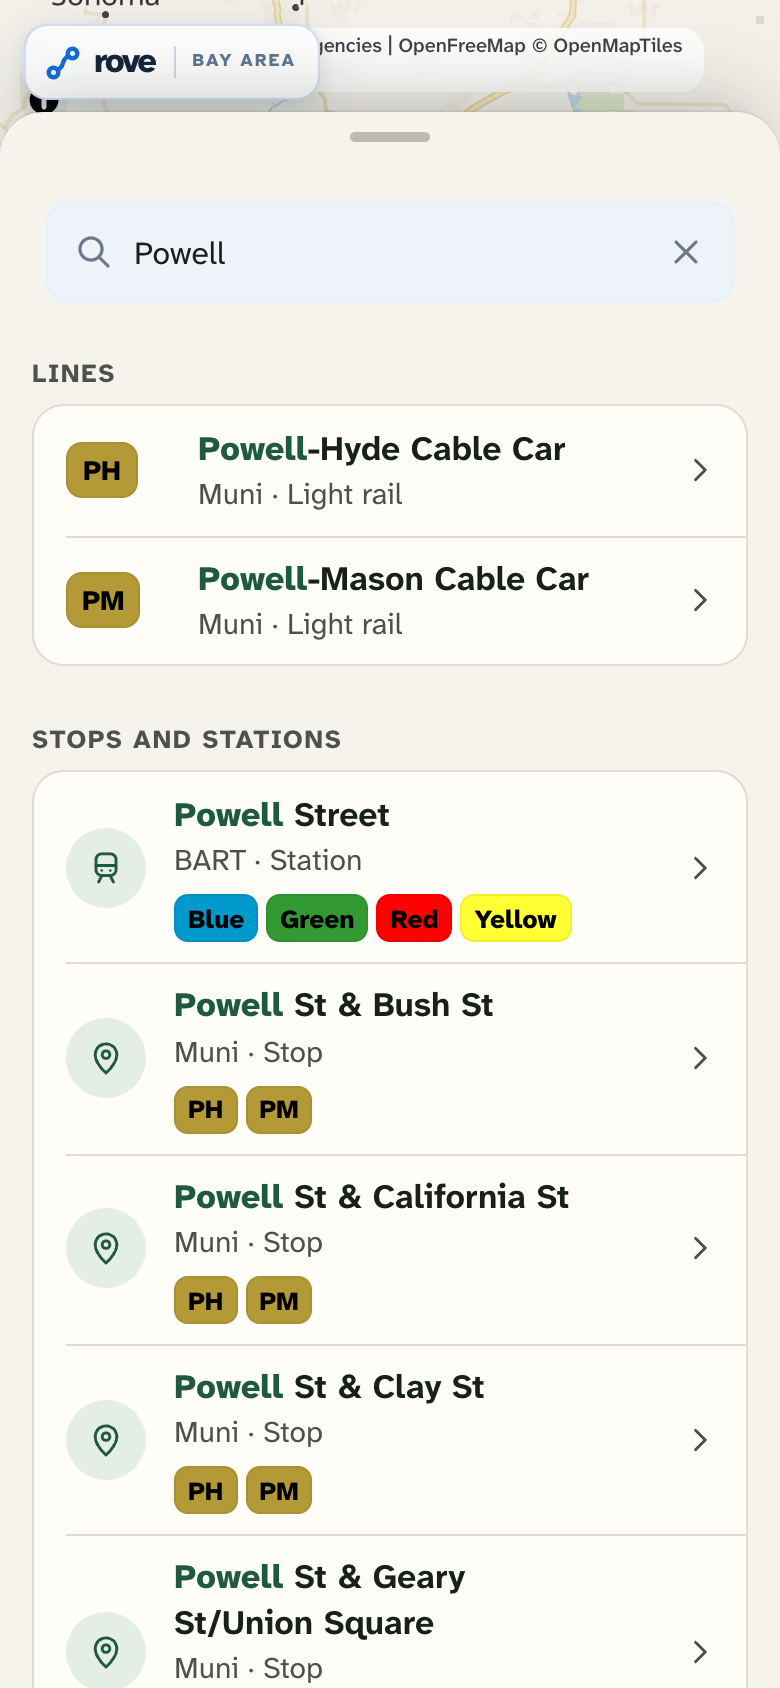 Sonoma
rove BAY AREA
gencies | OpenFreeMap © OpenMapTiles
Powell
LINES
PH
Powell-Hyde Cable Car
Muni · Light rail
PM
Powell-Mason Cable Car
Muni · Light rail
STOPS AND STATIONS
Powell Street
BART · Station
Blue Green Red Yellow
Powell St & Bush St
Muni · Stop
PH PM
Powell St & California St
Muni · Stop
PH PM
Powell St & Clay St
Muni · Stop
PH PM
Powell St & Geary
St/Union Square
Muni · Stop